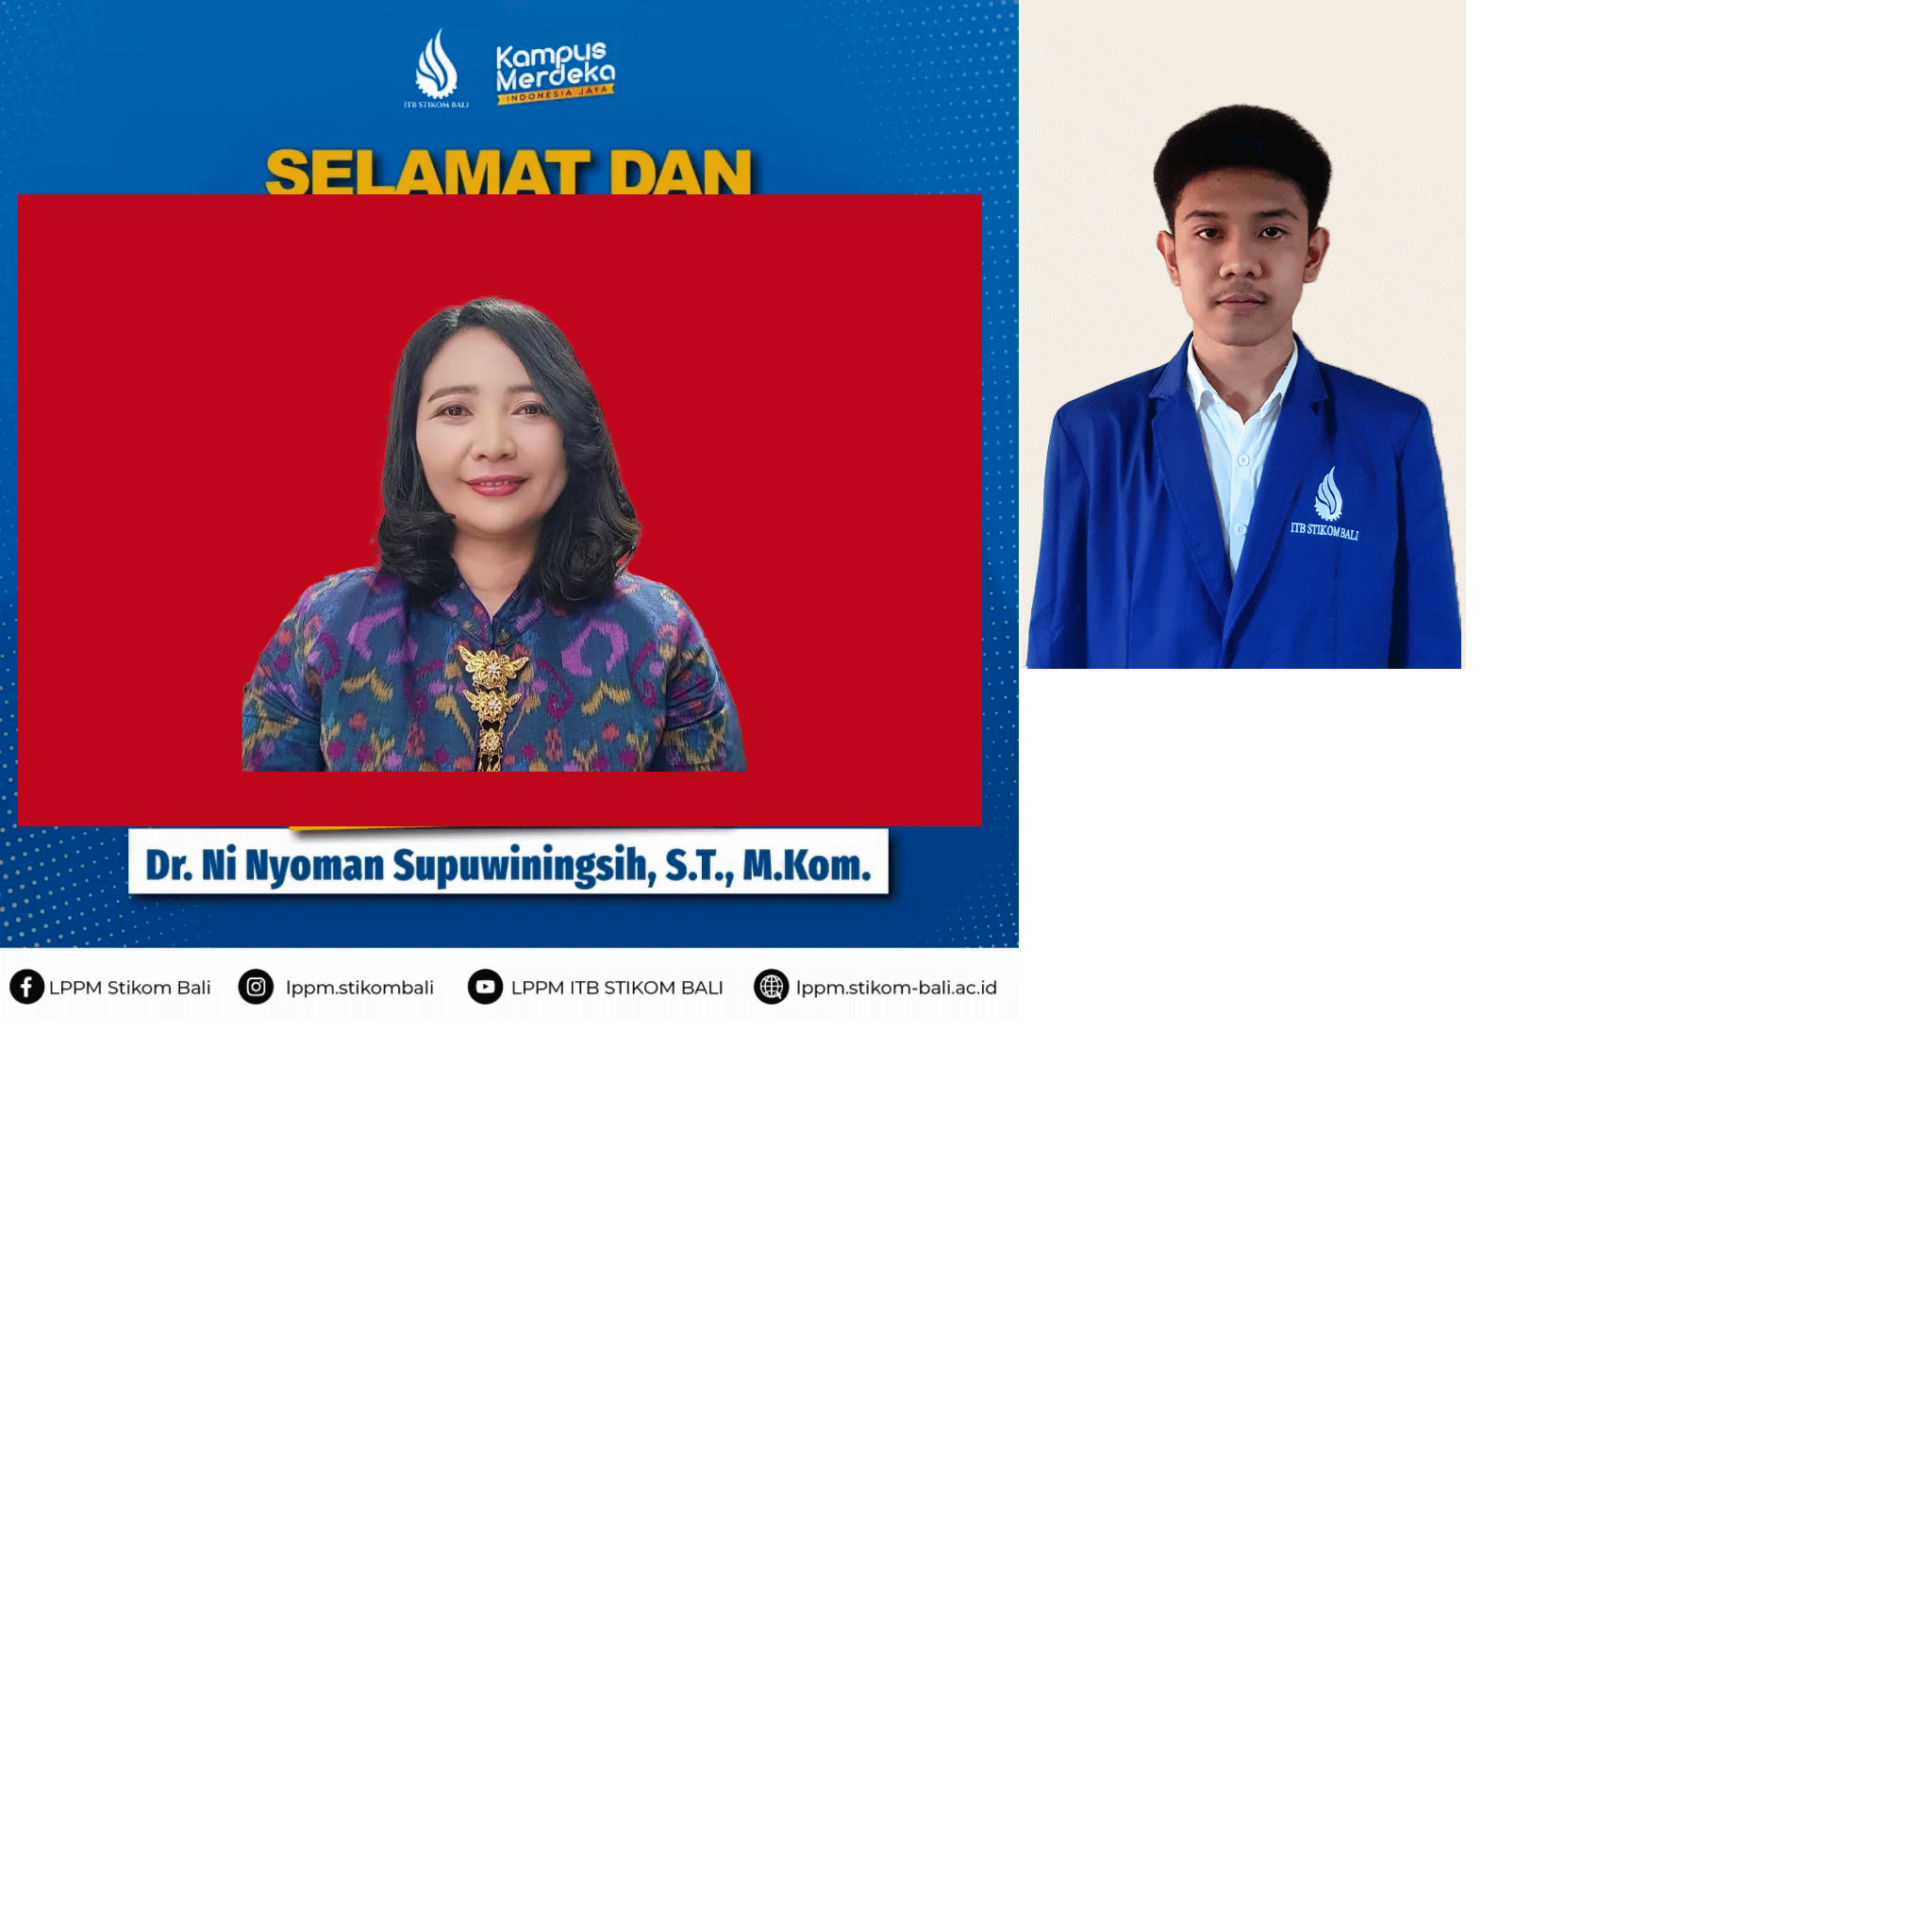 ITB STIKOM BALI
Kampus
Merdeka
INDONESIA JAYA
SELAMAT DAN
Dr. Ni Nyoman Supuwiningsih, S.T., M.Kom.
LPPM Stikom Bali
lppm.stikombali
LPPM ITB STIKOM BALI
lppm.stikom-bali.ac.id
ITB STIKOM BALI